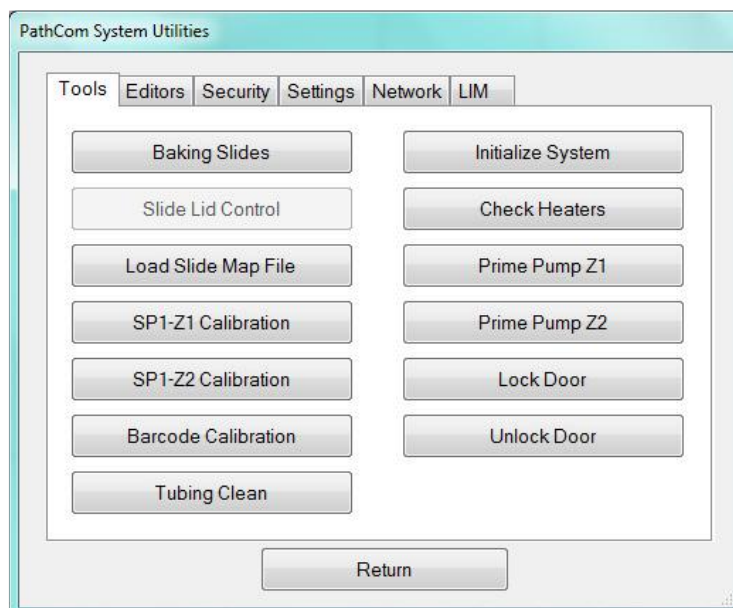 PathCom System Utilities
Tools Editors Security Settings Network LIM
Baking Slides
Initialize System
Slide Lid Control
Check Heaters
Load Slide Map File
Prime Pump Z1
SP1-Z1 Calibration
Prime Pump Z2
SP1-Z2 Calibration
Lock Door
Barcode Calibration
Unlock Door
Tubing Clean
Return